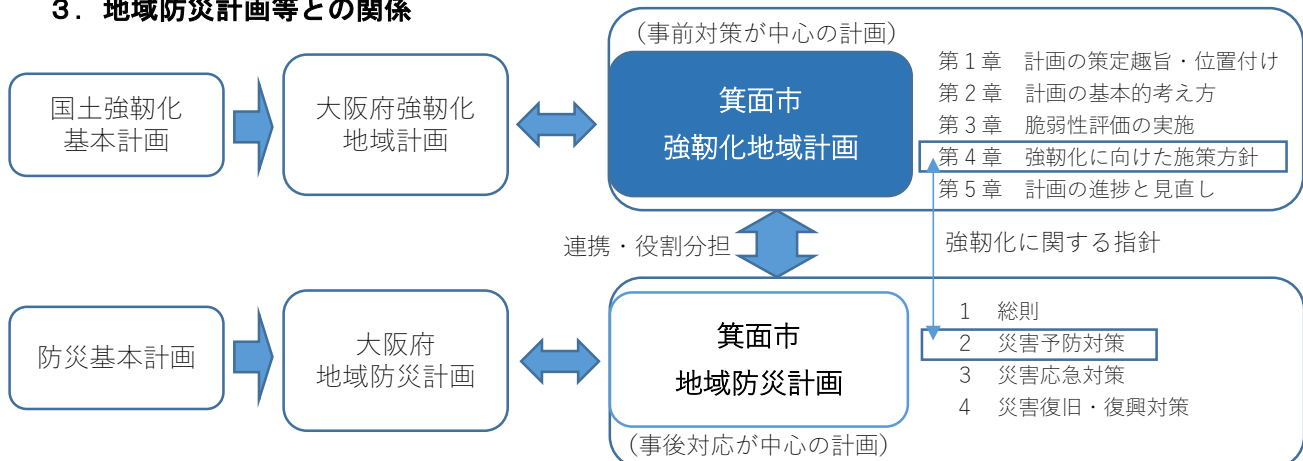 ３．地域防災計画等との関係
（事前対策が中心の計画）
国土強靭化
基本計画
大阪府強靭化
地域計画
箕面市
強靭化地域計画
第１章　計画の策定趣旨・位置付け
第２章　計画の基本的考え方
第３章　脆弱性評価の実施
第４章　強靭化に向けた施策方針
第５章　計画の進捗と見直し
連携・役割分担
強靭化に関する指針
防災基本計画
大阪府
地域防災計画
箕面市
地域防災計画
1　総則
2　災害予防対策
3　災害応急対策
4　災害復旧・復興対策
（事後対応が中心の計画）